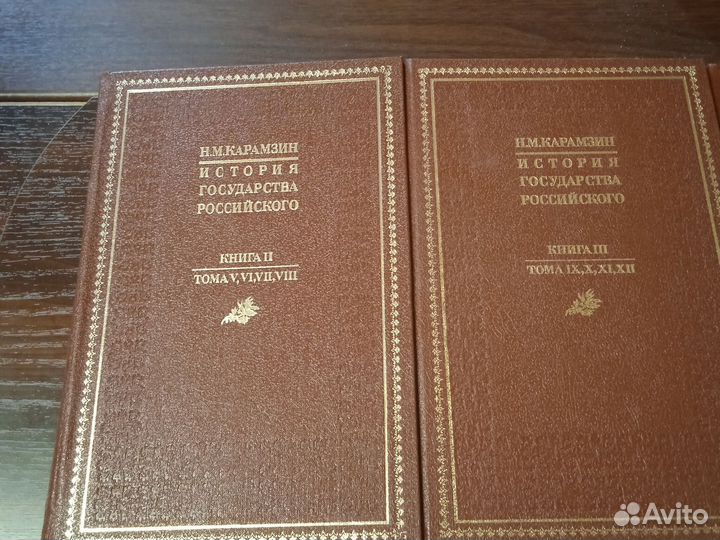 Н.М.КАРАМЗИН
ИСТОРИЯ
ГОСУДАРСТВА
РОССИЙСКОГО
КНИГА II
ТОМА V, VI, VII, VIII
Н.М.КАРАМЗИН
ИСТОРИЯ
ГОСУДАРСТВА
РОССИЙСКОГО
КНИГА III
ТОМА IX, X, XI, XII
Avito